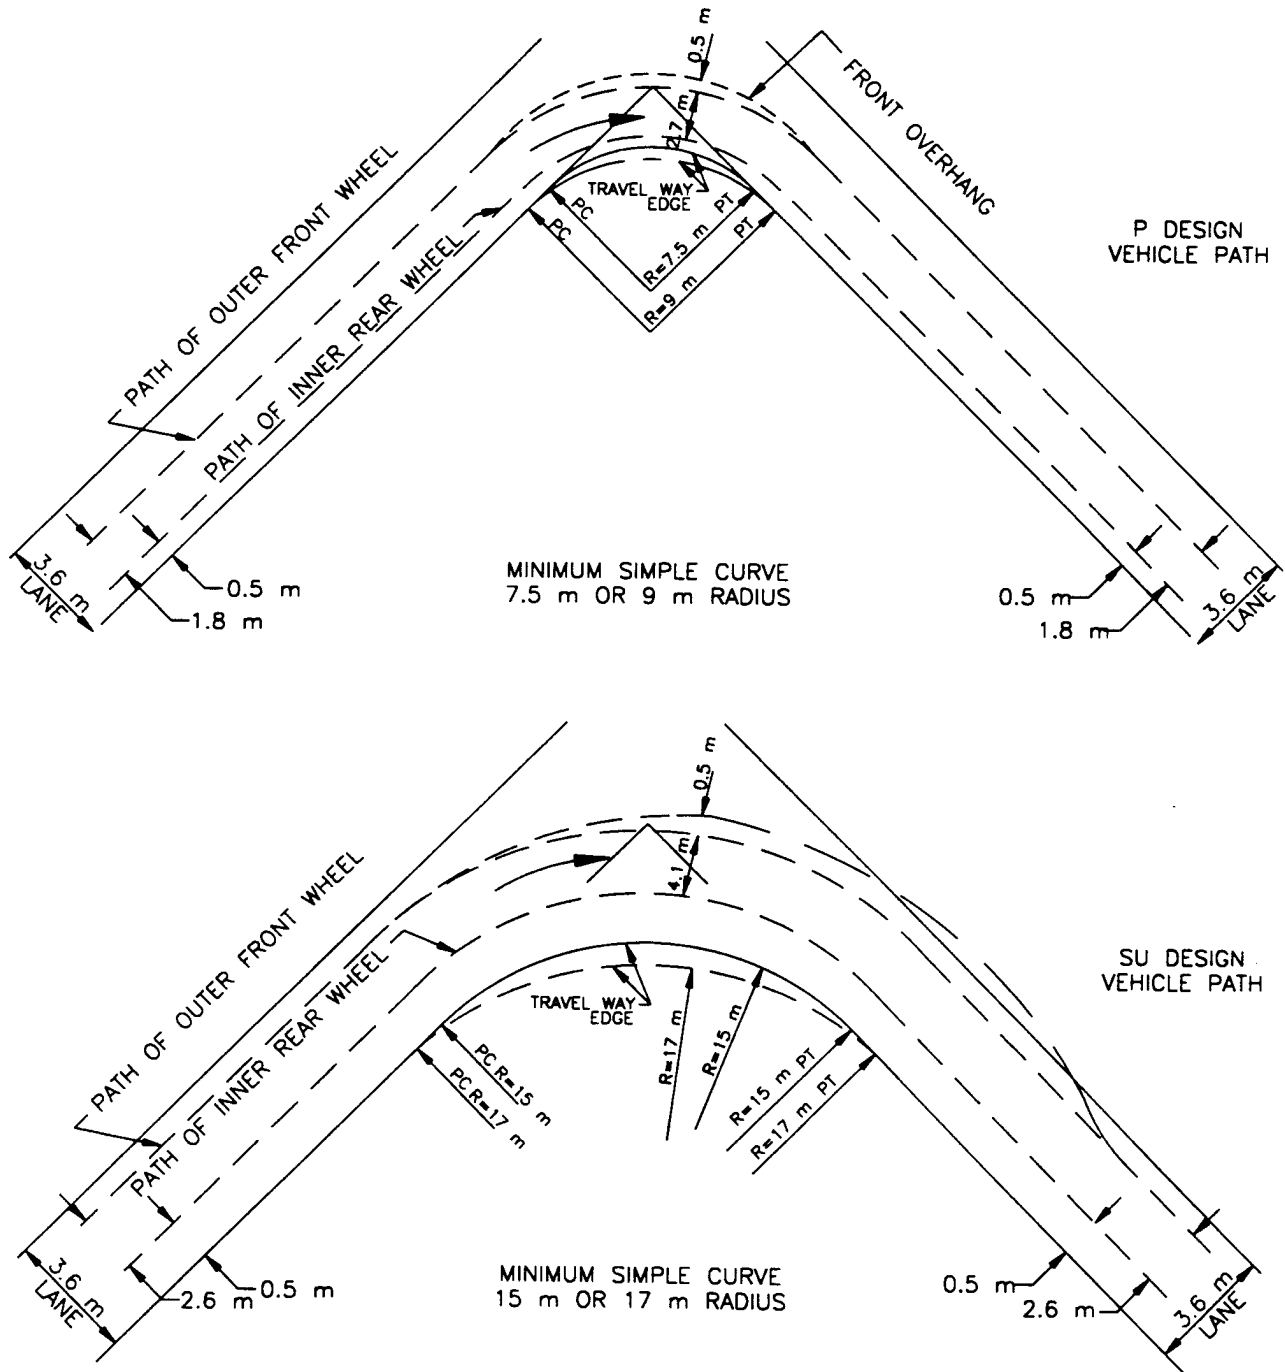 0.5 m
FRONT OVERHANG
PATH OF OUTER FRONT WHEEL
2.7 m
TRAVEL WAY
EDGE
PC
PT
PC
PT
R=7.5 m
R=9 m
PATH OF INNER REAR WHEEL
P DESIGN
VEHICLE PATH
3.6 m
LANE
0.5 m
1.8 m
MINIMUM SIMPLE CURVE
7.5 m OR 9 m RADIUS
0.5 m
1.8 m
3.6 m
LANE
0.5 m
PATH OF OUTER FRONT WHEEL
4.1 m
PATH OF INNER REAR WHEEL
SU DESIGN
VEHICLE PATH
TRAVEL WAY
EDGE
PC R=15 m
PC R=17 m
R=17 m
R=15 m
R=15 m PT
R=17 m PT
3.6 m
LANE
2.6 m
0.5 m
MINIMUM SIMPLE CURVE
15 m OR 17 m RADIUS
0.5 m
2.6 m
3.6 m
LANE